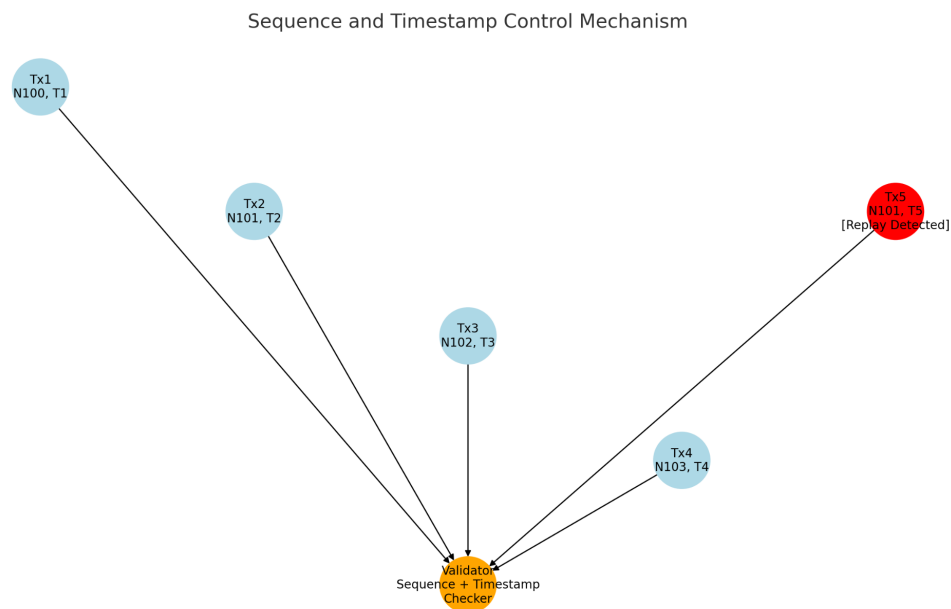 Sequence and Timestamp Control Mechanism
Tx1
N100, T1
Tx2
N101, T2
Tx5
N101, T5
[Replay Detected]
Tx3
N102, T3
Tx4
N103, T4
Validator
Sequence + Timestamp
Checker